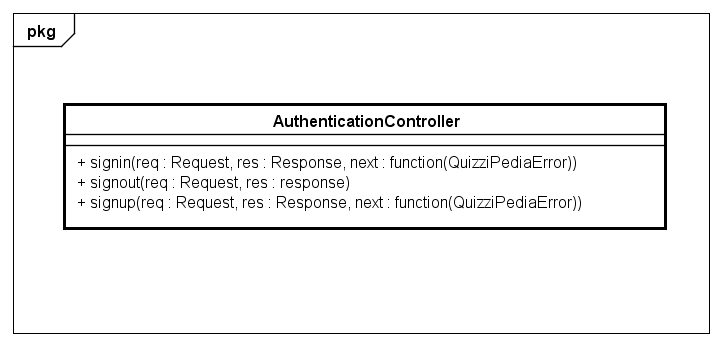 pkg
AuthenticationController
+ signin(req : Request, res : Response, next : function(QuizziPediaError))
+ signout(req : Request, res : response)
+ signup(req : Request, res : Response, next : function(QuizziPediaError))